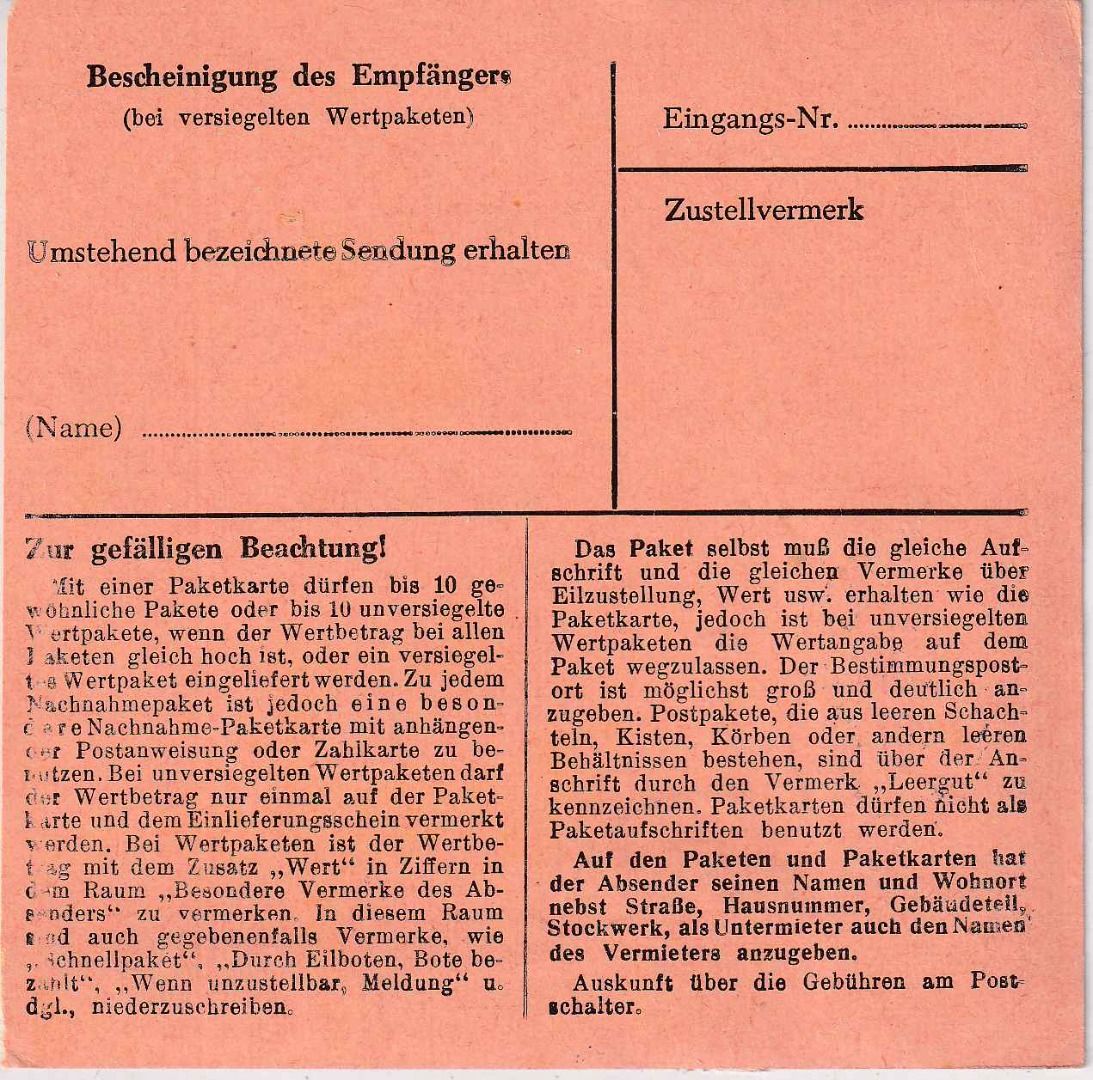 Bescheinigung des Empfängers
(bei versiegelten Wertpaketen)
Umstehend bezeichnete Sendung erhalten
(Name)
Eingangs-Nr.
Zustellvermerk
Zur gefälligen Beachtung!
Mit einer Paketkarte dürfen bis 10 ge-
wöhnliche Pakete oder bis 10 unversiegelte
Wertpakete, wenn der Wertbetrag bei allen
Paketen gleich hoch ist, oder ein versiegel-
tes Wertpaket eingeliefert werden. Zu jedem
Nachnahmepaket ist jedoch eine beson-
dere Nachnahme-Paketkarte mit anhängen-
der Postanweisung oder Zahlkarte zu be-
nutzen. Bei unversiegelten Wertpaketen darf
der Wertbetrag nur einmal auf der Paket-
karte und dem Einlieferungsschein vermerkt
werden. Bei Wertpaketen ist der Wertbe-
trag mit dem Zusatz „Wert“ in Ziffern in
dem Raum „Besondere Vermerke des Ab-
senders“ zu vermerken. In diesem Raum
sind auch gegebenenfalls Vermerke, wie
„Schnellpaket“, „Durch Eilboten, Bote be-
zahlt“, „Wenn unzustellbar, Meldung“ u.
dgl., niederzuschreiben.
Das Paket selbst muß die gleiche Auf-
schrift und die gleichen Vermerke über
Eilzustellung, Wert usw. erhalten wie die
Paketkarte, jedoch ist bei unversiegelten
Wertpaketen die Wertangabe auf dem
Paket wegzulassen. Der Bestimmungspost-
ort ist möglichst groß und deutlich an-
zugeben. Postpakete, die aus leeren Schach-
teln, Kisten, Körben oder andern leeren
Behältnissen bestehen, sind über der An-
schrift durch den Vermerk „Leergut“ zu
kennzeichnen. Paketkarten dürfen nicht als
Paketaufschriften benutzt werden.
Auf den Paketen und Paketkarten hat
der Absender seinen Namen und Wohnort
nebst Straße, Hausnummer, Gebäudeteil,
Stockwerk, als Untermieter auch den Namen
des Vermieters anzugeben.
Auskunft über die Gebühren am Post-
schalter.